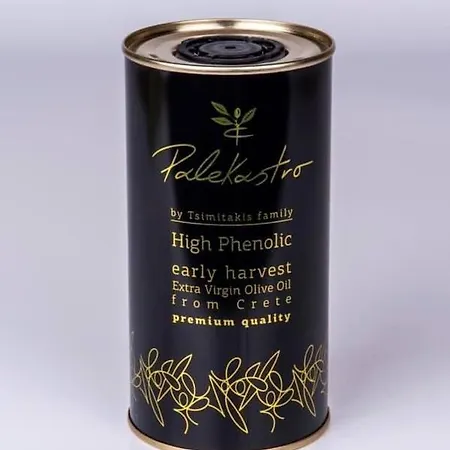 PaleKastro
by Tsimitakis family
High Phenolic
early harvest
Extra Virgin Olive Oil
from Crete
premium quality